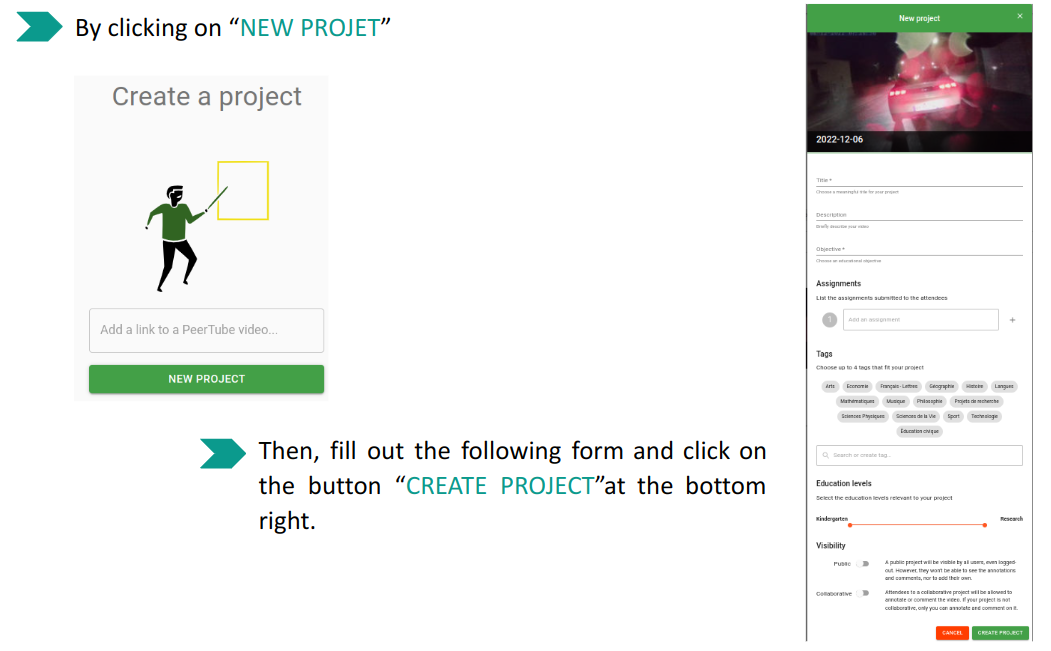 By clicking on “NEW PROJET”
Create a project
Add a link to a PeerTube video...
NEW PROJECT
Then, fill out the following form and click on
the button “CREATE PROJECT”at the bottom
right.
New project
×
2022-12-06
Title *
Choose a meaningful title for your project
Description
Briefly describe your video
Objective *
Choose an educational objective
Assignments
List the assignments submitted to the attendees
1 Add an assignment +
Tags
Choose up to 4 tags that fit your project
Arts Economie Français - Lettres Géographie Histoire Langues
Mathématiques Musique Philosophie Projets de recherche
Sciences Physiques Sciences de la Vie Sport Technologie
Éducation civique
Search or create tag...
Education levels
Select the education levels relevant to your project
Kindergarten Research
Visibility
Public
A public project will be visible by all users, even logged-
out. However, they won't be able to see the annotations
and comments, nor to add their own.
Collaborative
Attendees to a collaborative project will be allowed to
annotate or comment the video. If your project is not
collaborative, only you can annotate and comment on it.
CANCEL CREATE PROJECT